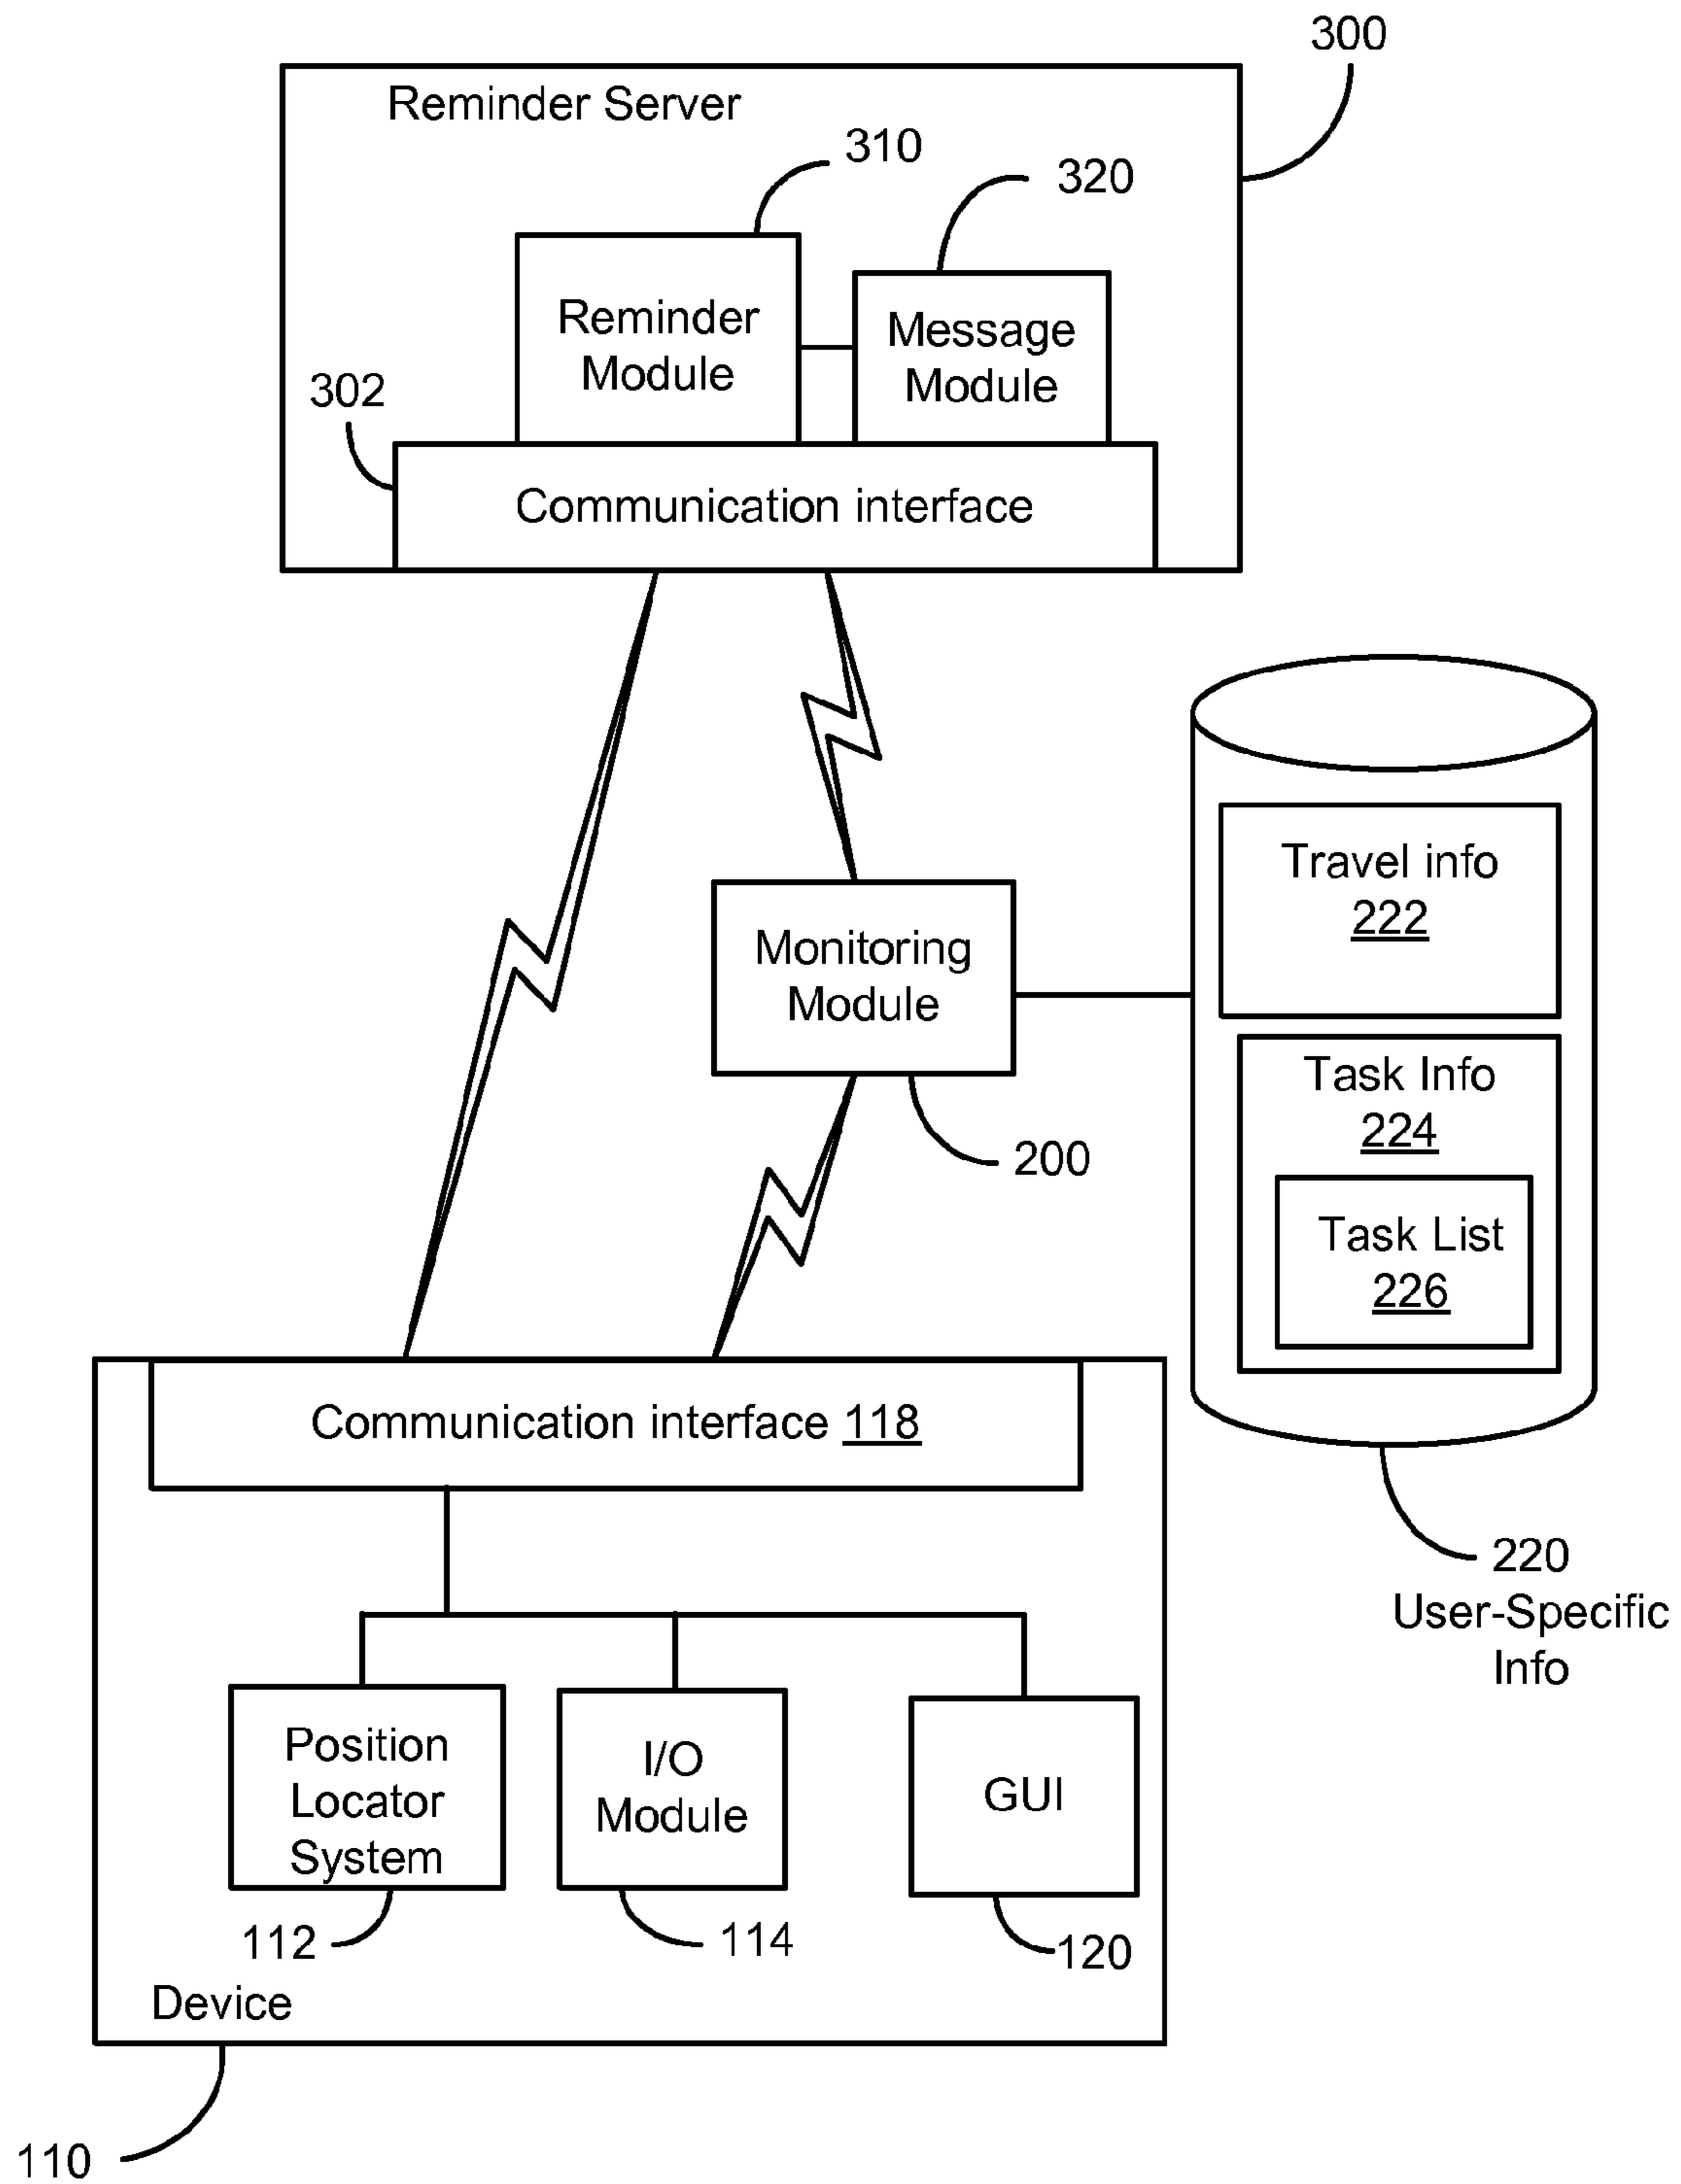 300
Reminder Server
310
320
Reminder
Module
Message
Module
302
Communication interface
Travel info
222
Monitoring
Module
Task Info
224
200
Task List
226
Communication interface 118
220
User-Specific
Info
Position
Locator
System
I/O
Module
GUI
112
114
120
Device
110